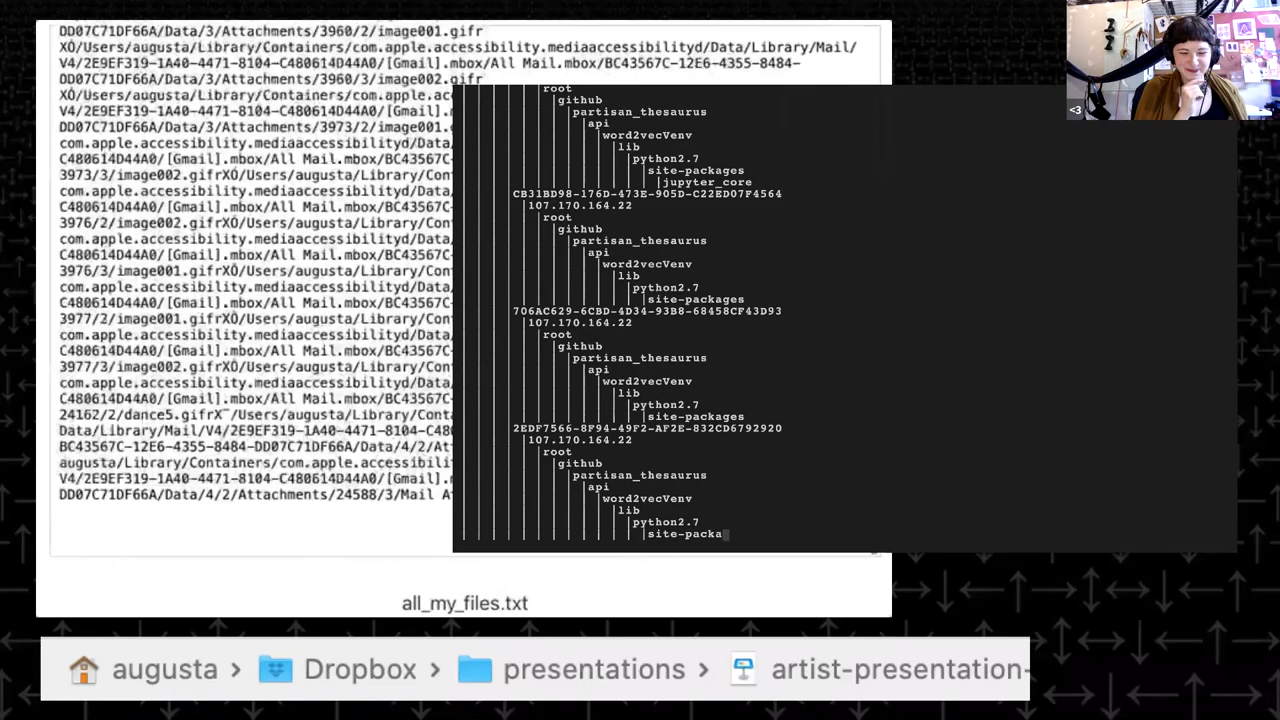 DD07C71DF66A/Data/3/Attachments/3960/2/image001.gifr
XÔ/Users/augusta/Library/Containers/com.apple.accessibility.mediaaccessibilityd/Data/Library/Mail/
V4/2E9EF319-1A40-4471-8104-C480614D44A0/[Gmail].mbox/All Mail.mbox/BC43567C-12E6-4355-8484-
DD07C71DF66A/Data/3/Attachments/3960/3/image002.gifr
XÔ/Users/augusta/Library/Containers/com.apple.ac
V4/2E9EF319-1A40-4471-8104-C480614D44A0/[Gmail].
DD07C71DF66A/Data/3/Attachments/3973/2/image001.g
com.apple.accessibility.mediaaccessibilityd/Data/
C480614D44A0/[Gmail].mbox/All Mail.mbox/BC43567C-
3973/3/image002.gifrXÔ/Users/augusta/Library/Con
com.apple.accessibility.mediaaccessibilityd/Data/
C480614D44A0/[Gmail].mbox/All Mail.mbox/BC43567C-
3976/2/image002.gifrXÔ/Users/augusta/Library/Cont
com.apple.accessibility.mediaaccessibilityd/Data,
C480614D44A0/[Gmail].mbox/All Mail.mbox/BC43567C-
3976/3/image001.gifrXÔ/Users/augusta/Library/Con
com.apple.accessibility.mediaaccessibilityd/Data,
C480614D44A0/[Gmail].mbox/All Mail.mbox/BC43567C-
3977/2/image001.gifrXÔ/Users/augusta/Library/Con
com.apple.accessibility.mediaaccessibilityd/Data,
C480614D44A0/[Gmail].mbox/All Mail.mbox/BC43567C-
3977/3/image002.gifrXÔ/Users/augusta/Library/Con
com.apple.accessibility.mediaaccessibilityd/Data/
C480614D44A0/[Gmail].mbox/All Mail.mbox/BC43567C-
24162/2/dance5.gifrX¯/Users/augusta/Library/Conta
Data/Library/Mail/V4/2E9EF319-1A40-4471-8104-C48
BC43567C-12E6-4355-8484-DD07C71DF66A/Data/4/2/Att
augusta/Library/Containers/com.apple.accessibilit
V4/2E9EF319-1A40-4471-8104-C480614D44A0/[Gmail].m
DD07C71DF66A/Data/4/2/Attachments/24588/3/Mail A
root
github
partisan_thesaurus
api
word2vecVenv
lib
python2.7
site-packages
jupyter_core
CB31BD98-176D-473E-905D-C22ED07F4564
107.170.164.22
root
github
partisan_thesaurus
api
word2vecVenv
lib
python2.7
site-packages
706AC629-6CBD-4D34-93B8-68458CF43D93
107.170.164.22
root
github
partisan_thesaurus
api
word2vecVenv
lib
python2.7
site-packages
2EDF7566-8F94-49F2-AF2E-832CD6792920
107.170.164.22
root
github
partisan_thesaurus
api
word2vecVenv
lib
python2.7
site-packa
<3
all_my_files.txt
augusta > Dropbox > presentations > artist-presentation-